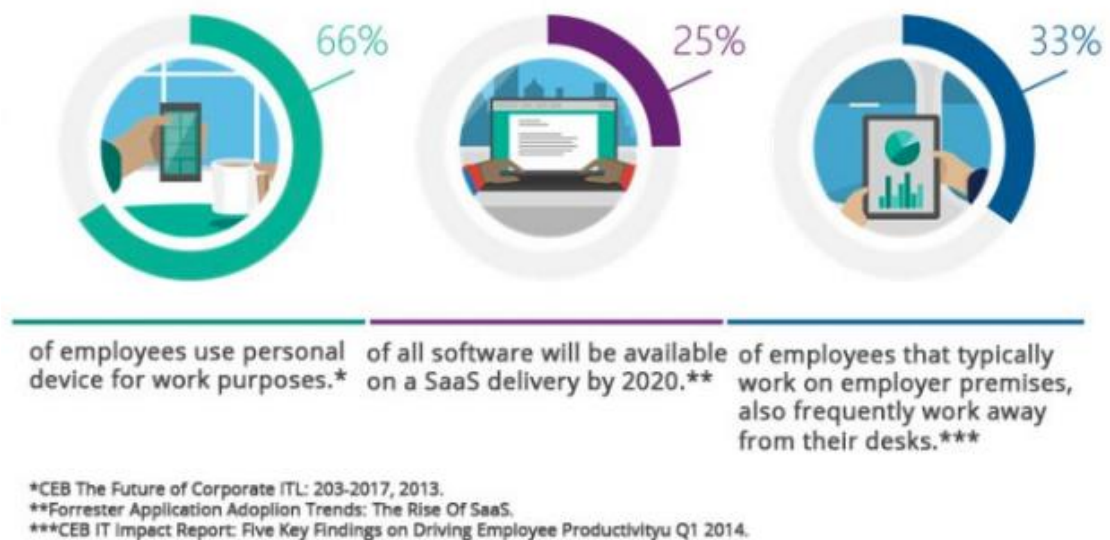 66%
25%
33%
of employees use personal
device for work purposes.*
of all software will be available
on a SaaS delivery by 2020.**
of employees that typically
work on employer premises,
also frequently work away
from their desks.***
*CEB The Future of Corporate ITL: 203-2017, 2013.
**Forrester Application Adoplion Trends: The Rise Of SaaS.
***CEB IT Impact Report: Five Key Findings on Driving Employee Productivityu Q1 2014.